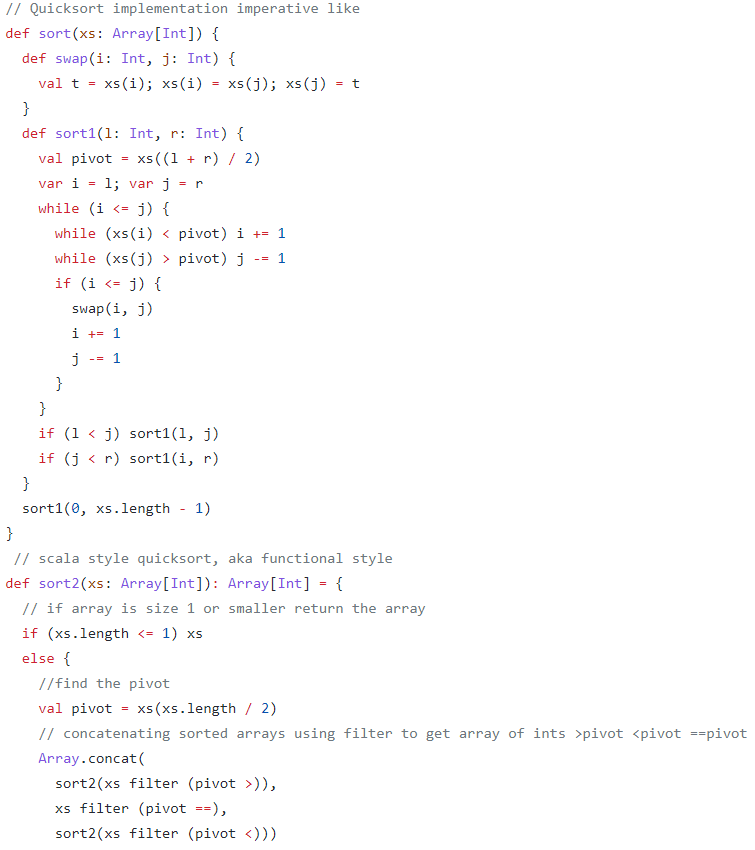 // Quicksort implementation imperative like
def sort(xs: Array[Int]) {
  def swap(i: Int, j: Int) {
    val t = xs(i); xs(i) = xs(j); xs(j) = t
  }
  def sort1(l: Int, r: Int) {
    val pivot = xs((l + r) / 2)
    var i = l; var j = r
    while (i <= j) {
      while (xs(i) < pivot) i += 1
      while (xs(j) > pivot) j -= 1
      if (i <= j) {
        swap(i, j)
        i += 1
        j -= 1
      }
    }
    if (l < j) sort1(l, j)
    if (j < r) sort1(i, r)
  }
  sort1(0, xs.length - 1)
}
 // scala style quicksort, aka functional style
def sort2(xs: Array[Int]): Array[Int] = {
  // if array is size 1 or smaller return the array
  if (xs.length <= 1) xs
  else {
    //find the pivot
    val pivot = xs(xs.length / 2)
    // concatenating sorted arrays using filter to get array of ints >pivot <pivot ==pivot
    Array.concat(
      sort2(xs filter (pivot >)),
      xs filter (pivot ==),
      sort2(xs filter (pivot <)))